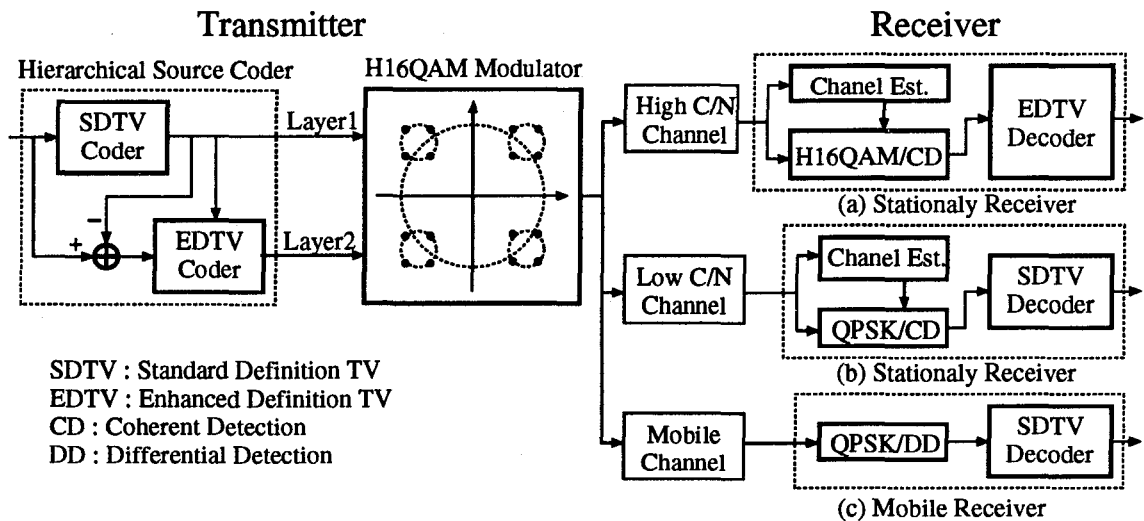 Transmitter
Receiver
Hierarchical Source Coder
H16QAM Modulator
SDTV
Coder
Layer1
−
+
EDTV
Coder
Layer2
High C/N
Channel
Chanel Est.
H16QAM/CD
EDTV
Decoder
(a) Stationaly Receiver
Low C/N
Channel
Chanel Est.
QPSK/CD
SDTV
Decoder
(b) Stationaly Receiver
Mobile
Channel
QPSK/DD
SDTV
Decoder
(c) Mobile Receiver
SDTV : Standard Definition TV
EDTV : Enhanced Definition TV
CD : Coherent Detection
DD : Differential Detection